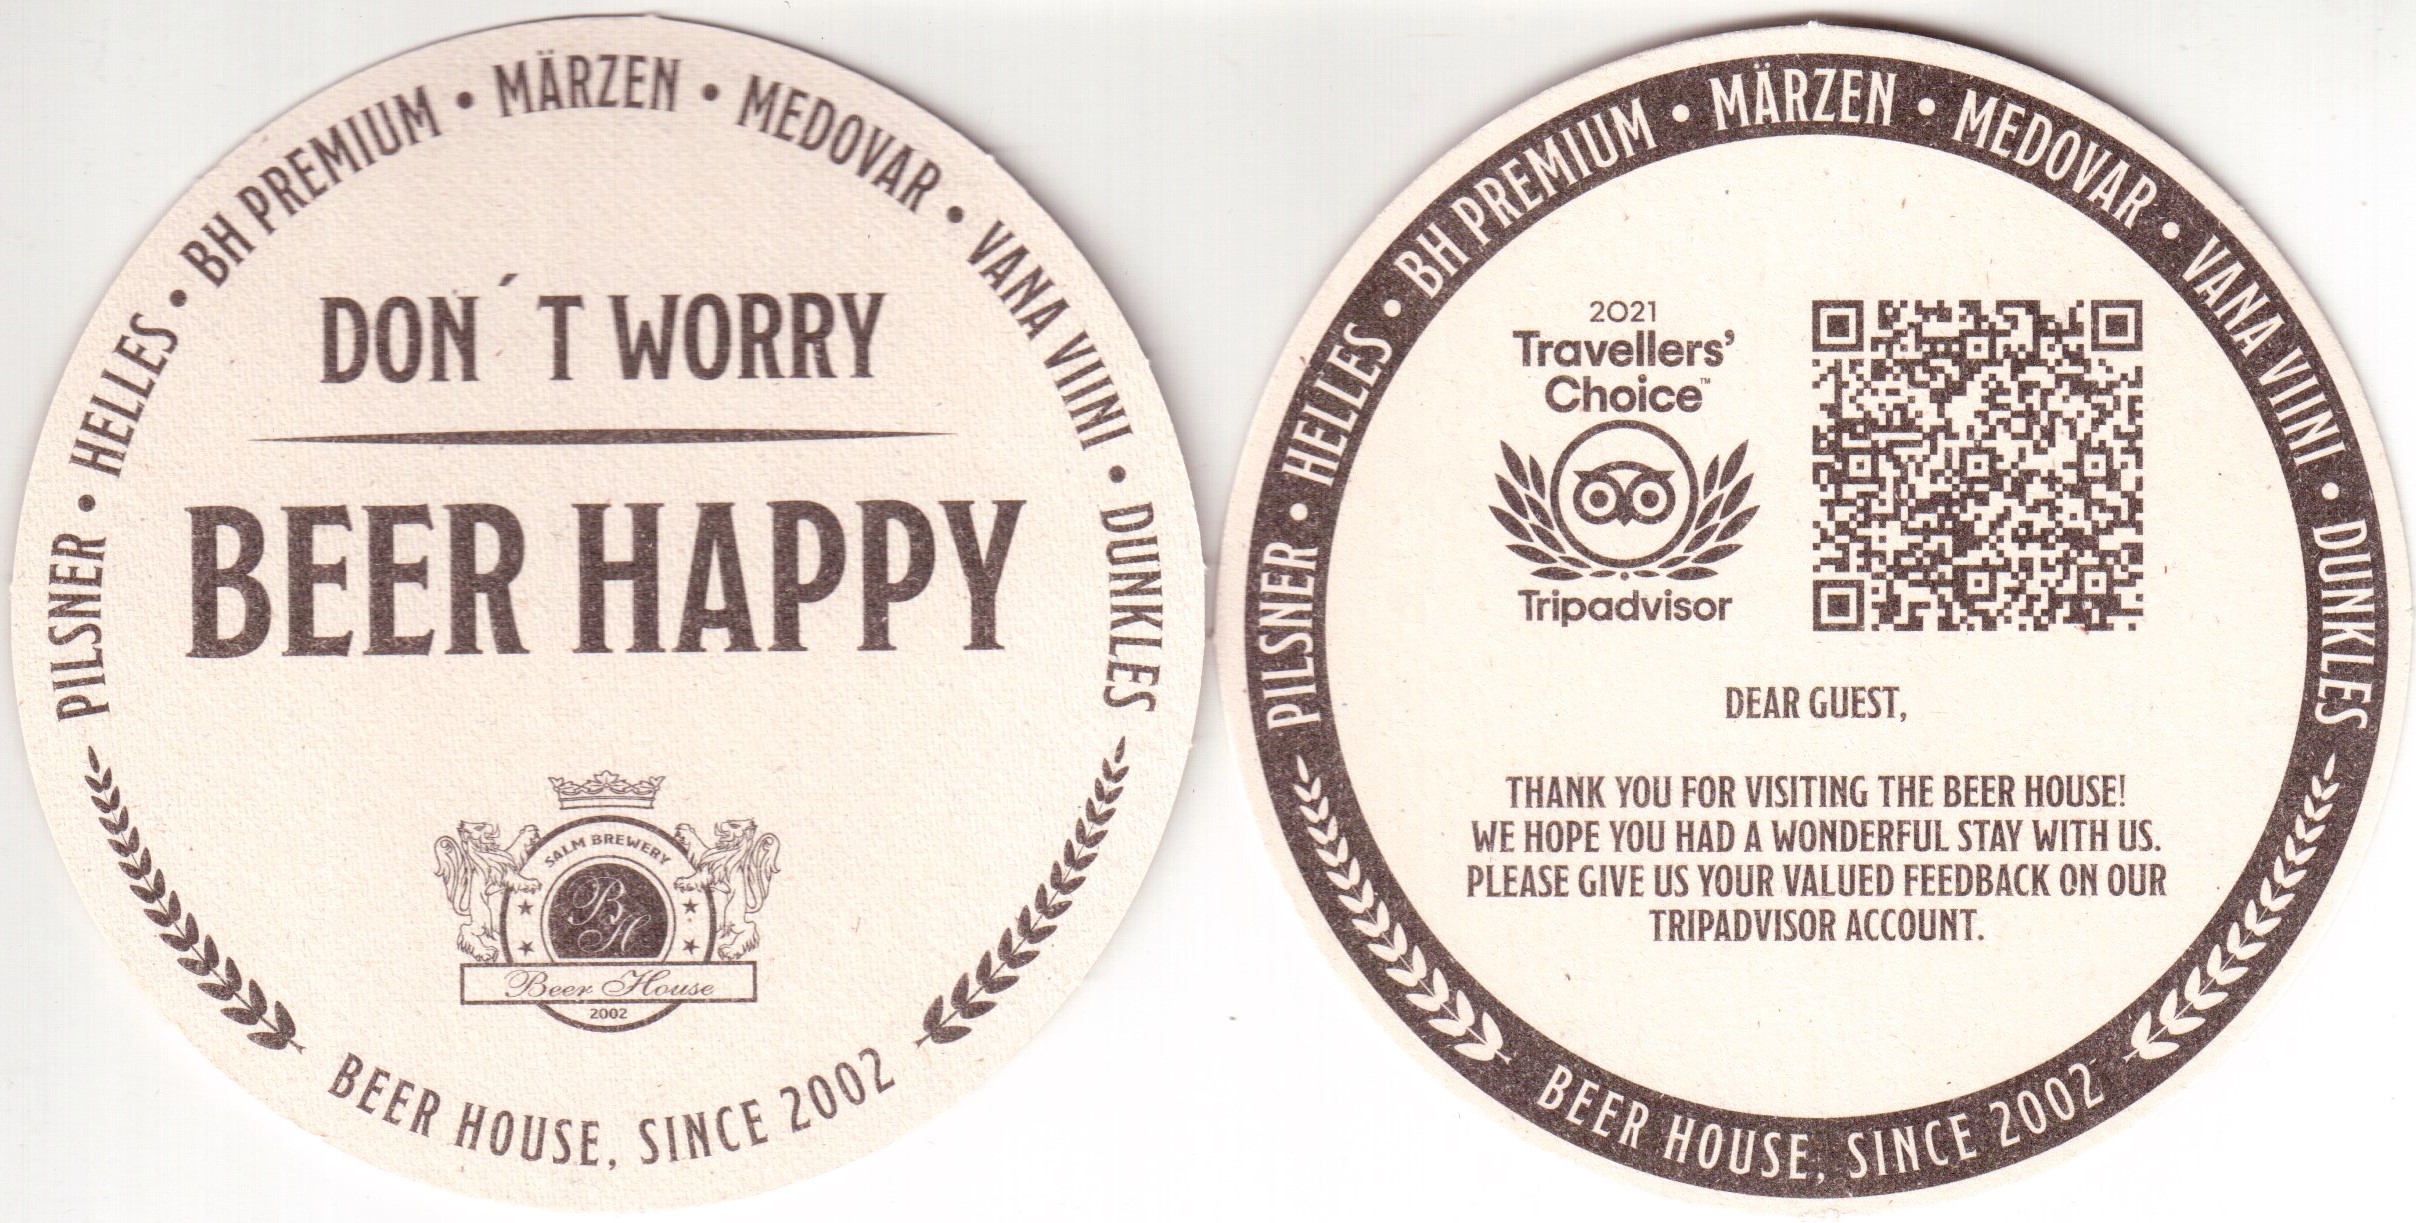 PILSNER • HELLES • BH PREMIUM • MÄRZEN • MEDOVAR • VANA VIINI • DUNKLES
DON´T WORRY
BEER HAPPY
SALM BREWERY
BH
Beer House
2002
BEER HOUSE, SINCE 2002
PILSNER • HELLES • BH PREMIUM • MÄRZEN • MEDOVAR • VANA VIINI • DUNKLES
2021
Travellers’
Choice™
Tripadvisor
DEAR GUEST,
THANK YOU FOR VISITING THE BEER HOUSE!
WE HOPE YOU HAD A WONDERFUL STAY WITH US.
PLEASE GIVE US YOUR VALUED FEEDBACK ON OUR
TRIPADVISOR ACCOUNT.
BEER HOUSE, SINCE 2002